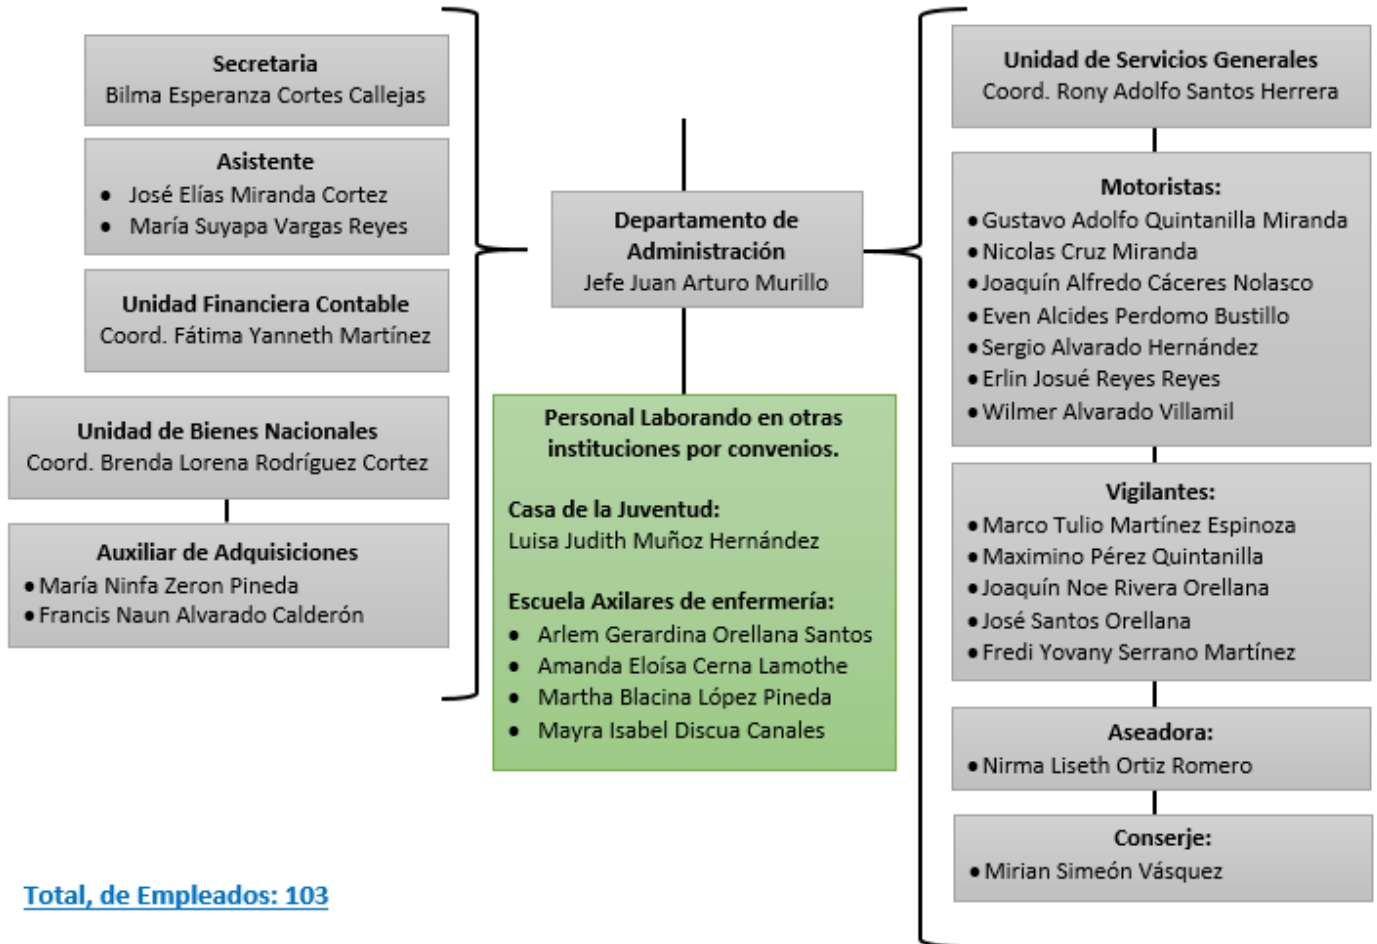 Secretaria
Bilma Esperanza Cortes Callejas
Asistente
• José Elías Miranda Cortez
• María Suyapa Vargas Reyes
Unidad Financiera Contable
Coord. Fátima Yanneth Martínez
Unidad de Bienes Nacionales
Coord. Brenda Lorena Rodríguez Cortez
Auxiliar de Adquisiciones
• María Ninfa Zeron Pineda
• Francis Naun Alvarado Calderón
Departamento de
Administración
Jefe Juan Arturo Murillo
Personal Laborando en otras
instituciones por convenios.
Casa de la Juventud:
Luisa Judith Muñoz Hernández
Escuela Axilares de enfermería:
• Arlem Gerardina Orellana Santos
• Amanda Eloísa Cerna Lamothe
• Martha Blacina López Pineda
• Mayra Isabel Discua Canales
Unidad de Servicios Generales
Coord. Rony Adolfo Santos Herrera
Motoristas:
• Gustavo Adolfo Quintanilla Miranda
• Nicolas Cruz Miranda
• Joaquín Alfredo Cáceres Nolasco
• Even Alcides Perdomo Bustillo
• Sergio Alvarado Hernández
• Erlin Josué Reyes Reyes
• Wilmer Alvarado Villamil
Vigilantes:
• Marco Tulio Martínez Espinoza
• Maximino Pérez Quintanilla
• Joaquín Noe Rivera Orellana
• José Santos Orellana
• Fredi Yovany Serrano Martínez
Aseadora:
• Nirma Liseth Ortiz Romero
Conserje:
• Mirian Simeón Vásquez
Total, de Empleados: 103